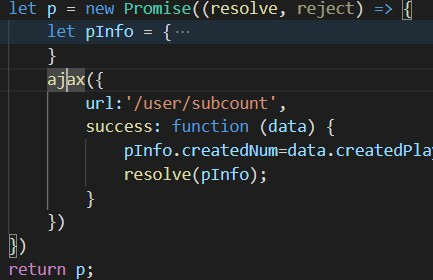 let p = new Promise((resolve, reject) => {
let pInfo = {⋯
}
ajax({
url:'/user/subcount',
success: function (data) {
pInfo.createdNum=data.createdPla
resolve(pInfo);
}
})
})
return p;